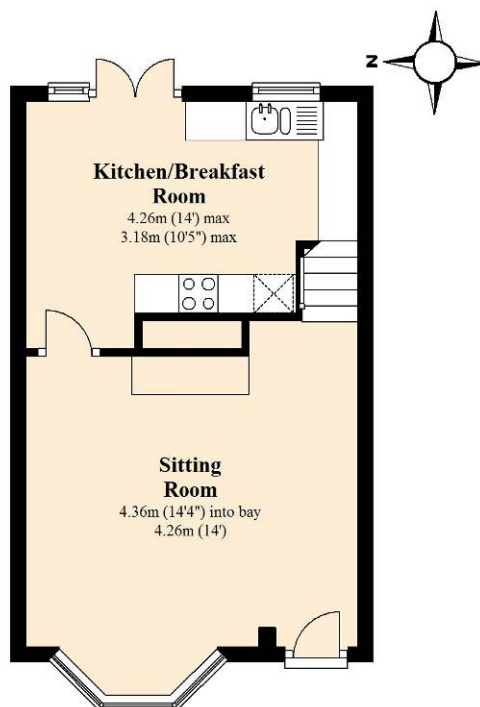 N
Kitchen/Breakfast
Room
4.26m (14') max
3.18m (10'5") max
Sitting
Room
4.36m (14'4") into bay
4.26m (14')